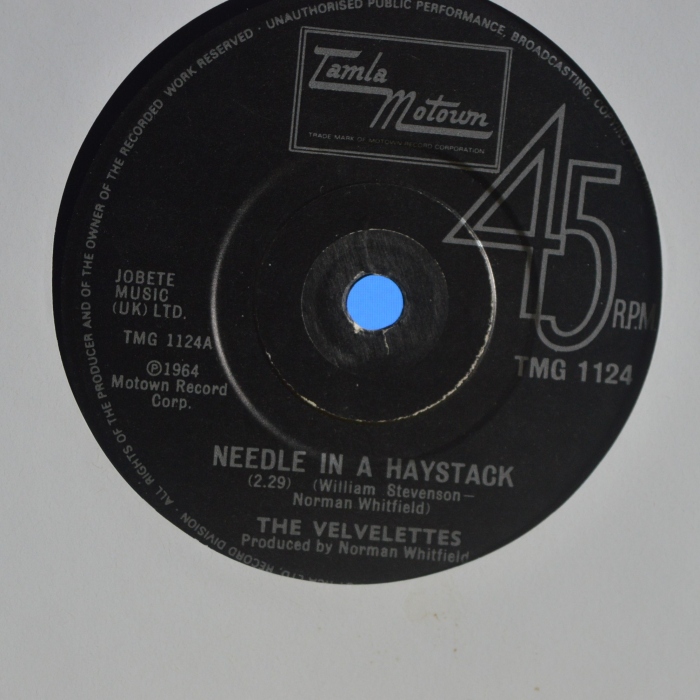 ALL RIGHTS OF THE PRODUCER AND OF THE OWNER OF THE RECORDED WORK RESERVED · UNAUTHORISED PUBLIC PERFORMANCE, BROADCASTING,
Tamla
Motown
TRADE MARK OF MOTOWN RECORD CORPORATION
45
R.P.M
JOBETE
MUSIC
(UK) LTD.
TMG 1124A
TMG 1124
℗1964
Motown Record
Corp.
NEEDLE IN A HAYSTACK
(2.29) (William Stevenson—
Norman Whitfield)
THE VELVELETTES
Produced by Norman Whitfield
LTD. RECORD DIVISION ·